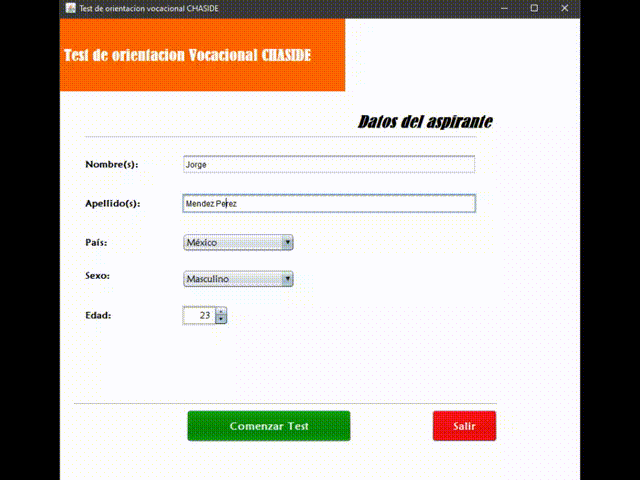 Test de orientacion vocacional CHASIDE
Test de orientacion Vocacional CHASIDE
Datos del aspirante
Nombre(s): Jorge
Apellido(s): Mendez Perez
País: México
Sexo: Masculino
Edad: 23
Comenzar Test Salir